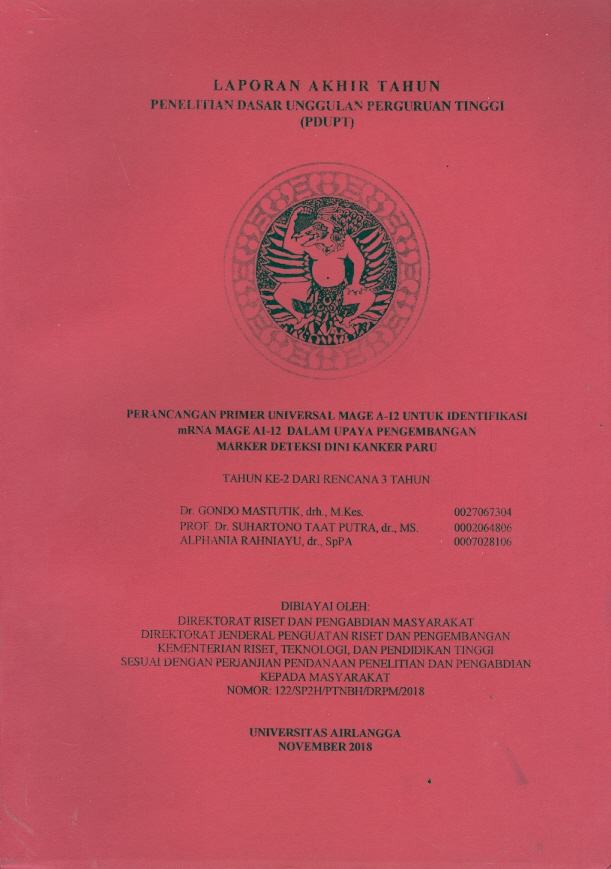 LAPORAN AKHIR TAHUN
PENELITIAN DASAR UNGGULAN PERGURUAN TINGGI
(PDUPT)
PERANCANGAN PRIMER UNIVERSAL MAGE A-12 UNTUK IDENTIFIKASI
mRNA MAGE A1-12 DALAM UPAYA PENGEMBANGAN
MARKER DETEKSI DINI KANKER PARU
TAHUN KE-2 DARI RENCANA 3 TAHUN
Dr. GONDO MASTUTIK, drh., M.Kes. 0027067304
PROF. Dr. SUHARTONO TAAT PUTRA, dr., MS. 0002064806
ALPHANIA RAHNIAYU, dr., SpPA 0007028106
DIBIAYAI OLEH:
DIREKTORAT RISET DAN PENGABDIAN MASYARAKAT
DIREKTORAT JENDERAL PENGUATAN RISET DAN PENGEMBANGAN
KEMENTERIAN RISET, TEKNOLOGI, DAN PENDIDIKAN TINGGI
SESUAI DENGAN PERJANJIAN PENDANAAN PENELITIAN DAN PENGABDIAN
KEPADA MASYARAKAT
NOMOR: 122/SP2H/PTNBH/DRPM/2018
UNIVERSITAS AIRLANGGA
NOVEMBER 2018